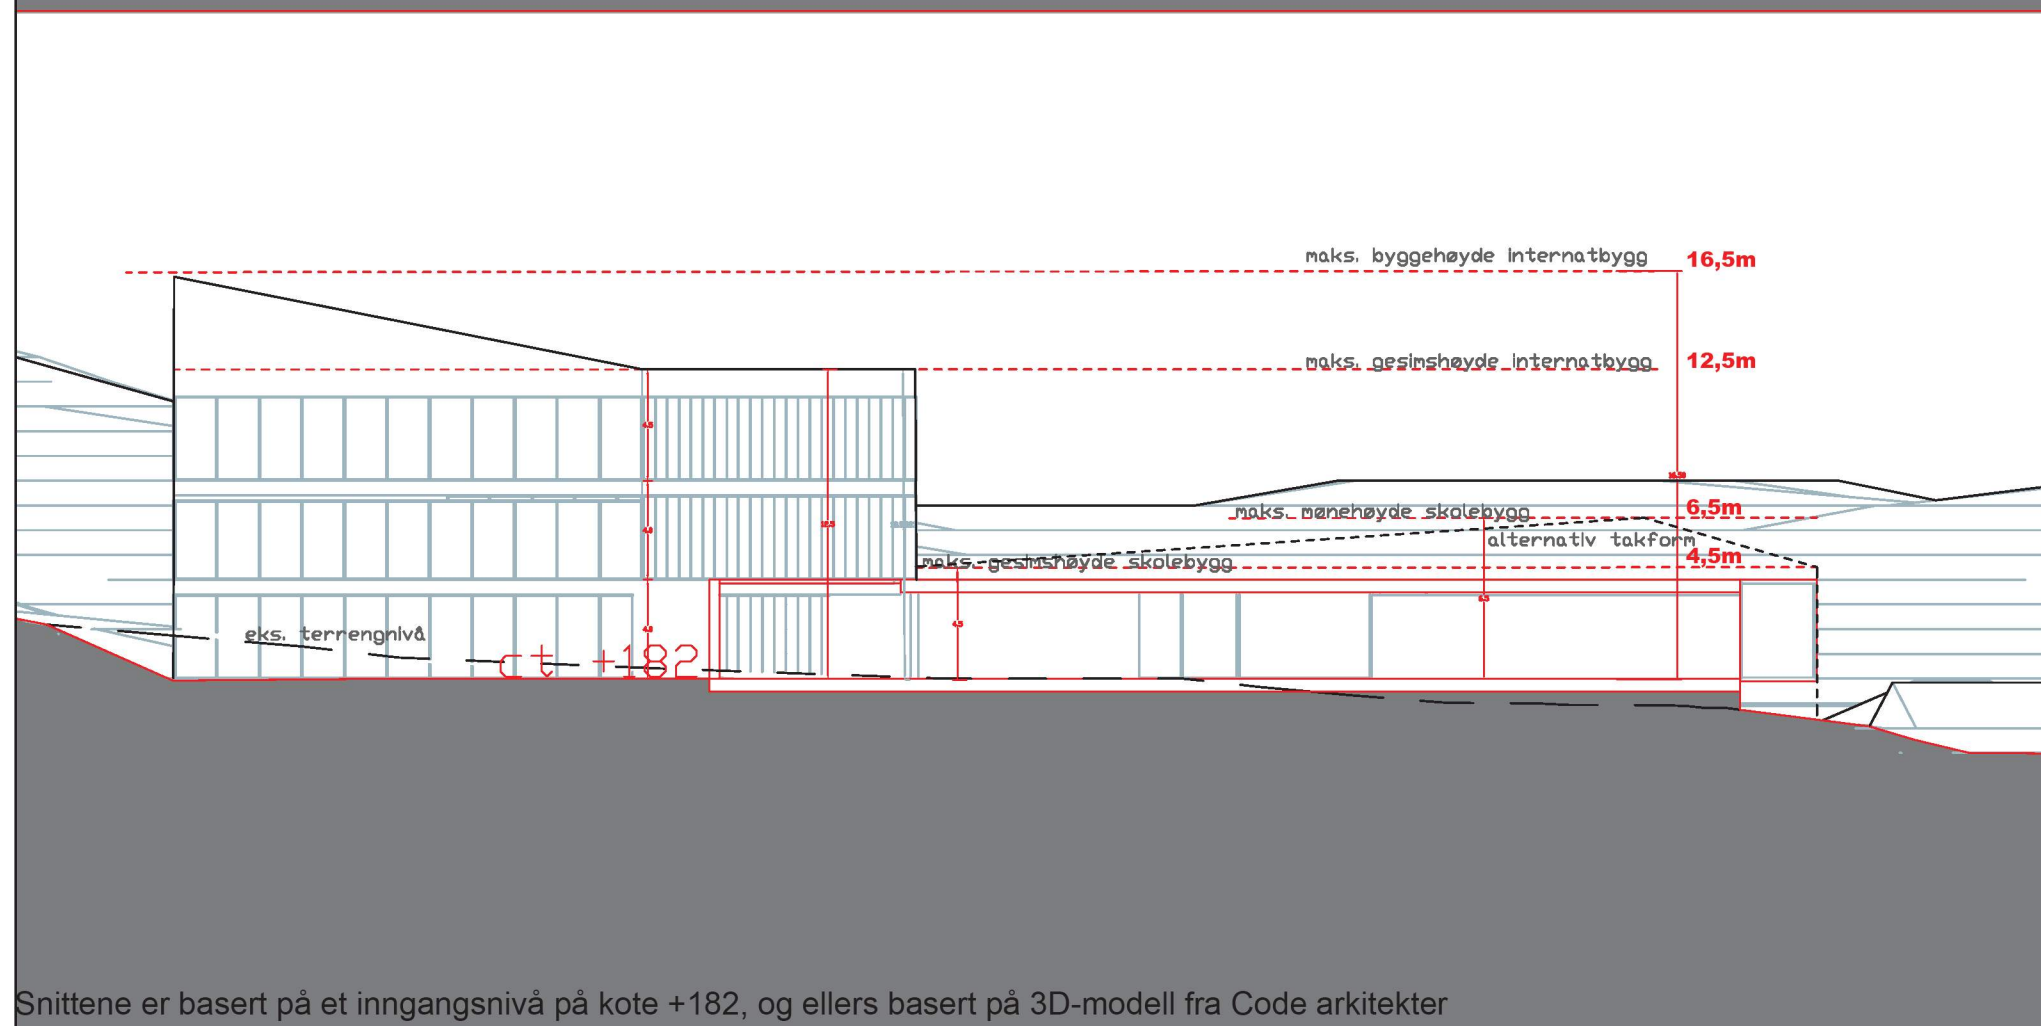 maks. byggehøyde internatbygg 16,5m
maks. gesimshøyde internatbygg 12,5m
maks. mønehøyde skolebygg 6,5m
alternativ takform
maks. gesimshøyde skolebygg 4,5m
eks. terrengnivå
ct +182
Snittene er basert på et inngangsnivå på kote +182, og ellers basert på 3D-modell fra Code arkitekter